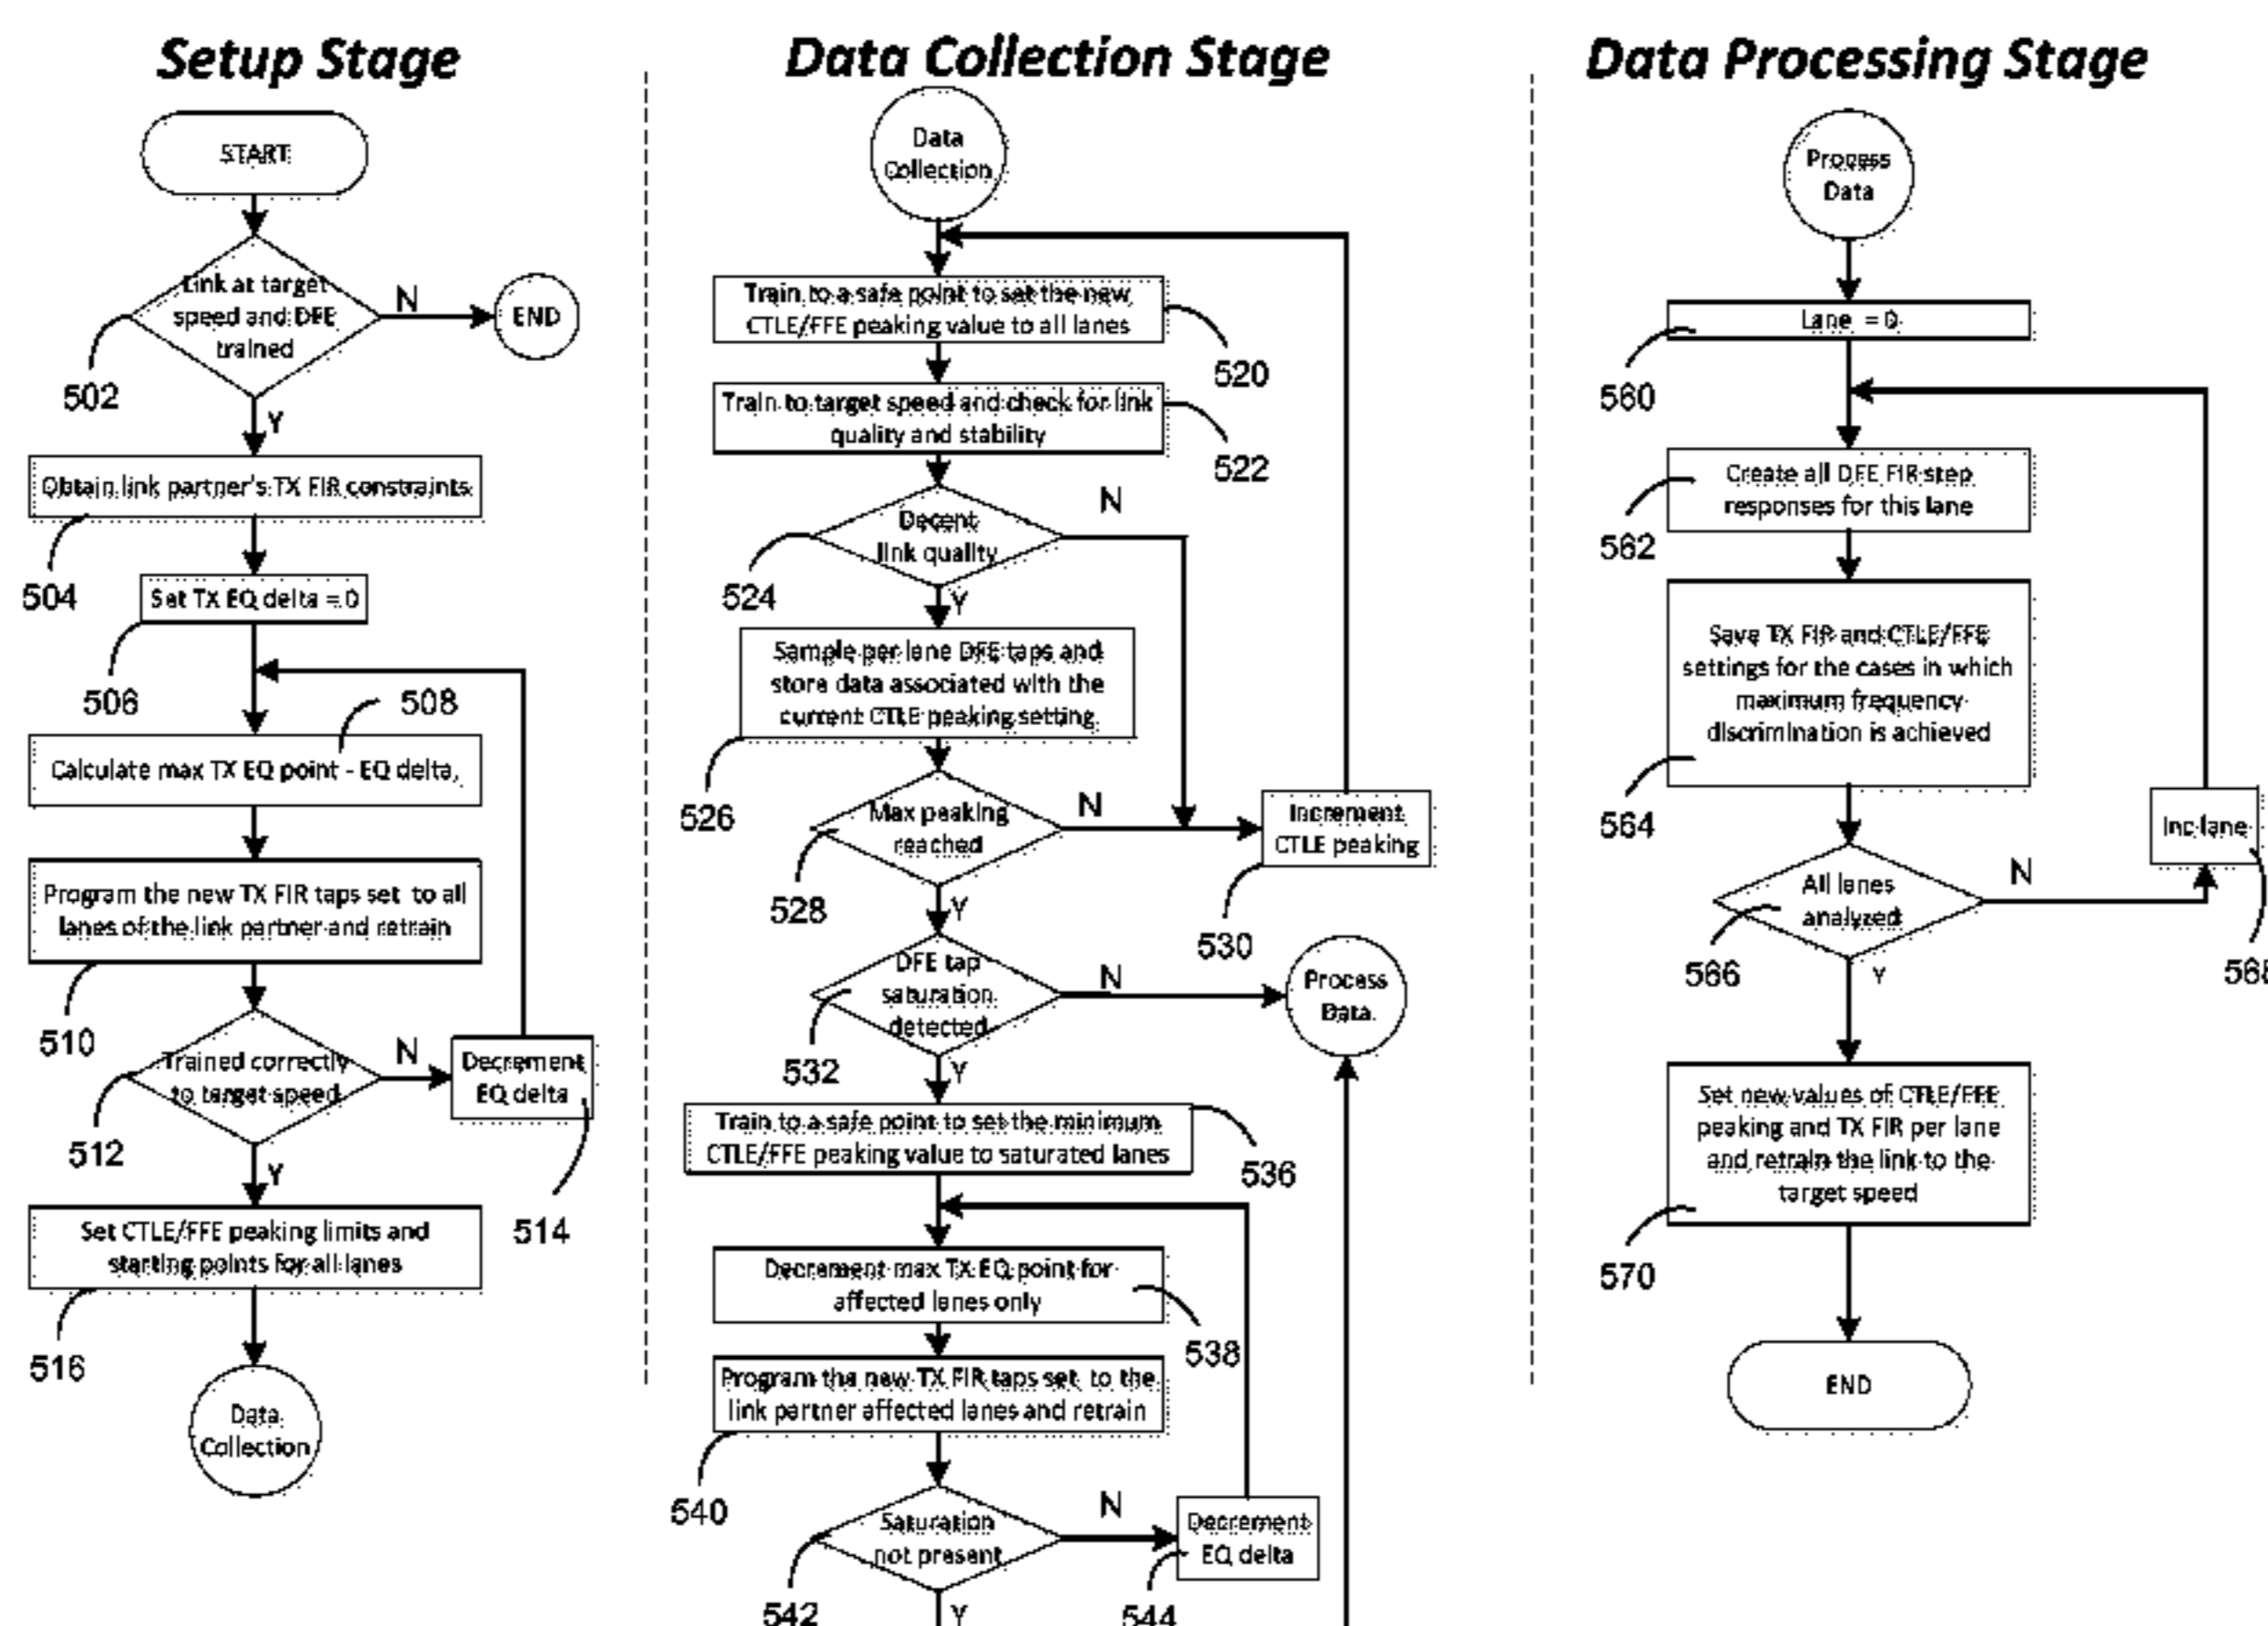 Setup Stage
START
Link at target
speed and DFE
trained
N
END
502
Y
Obtain link partner's TX FIR constraints
504
Set TX EQ delta = 0
506
508
Calculate max TX EQ point - EQ delta,
Program the new TX FIR taps set to all
lanes of the link partner and retrain
510
Trained correctly
to target speed
N
Decrement
EQ delta
512
514
Y
Set CTLE/FFE peaking limits and
starting points for all lanes
516
Data
Collection
Data Collection Stage
Data
Collection
Train to a safe point to set the new
CTLE/FFE peaking value to all lanes
520
Train to target speed and check for link
quality and stability
522
Decent
link quality
N
524
Y
Sample per lane DFE taps and
store data associated with the
current CTLE peaking setting
526
Max peaking
reached
N
Increment
CTLE peaking
528
530
Y
DFE tap
saturation
detected
N
Process
Data
532
Y
Train to a safe point to set the minimum
CTLE/FFE peaking value to saturated lanes
536
Decrement max TX EQ point for
affected lanes only
538
Program the new TX FIR taps set to the
link partner affected lanes and retrain
540
Saturation
not present
N
Decrement
EQ delta
542
544
Y
Data Processing Stage
Process
Data
Lane = 0
560
Create all DFE FIR step
responses for this lane
562
Save TX FIR and CTLE/FFE
settings for the cases in which
maximum frequency
discrimination is achieved
564
All lanes
analyzed
N
Inc lane
566
Y
Set new values of CTLE/FFE
peaking and TX FIR per lane
and retrain the link to the
target speed
570
END